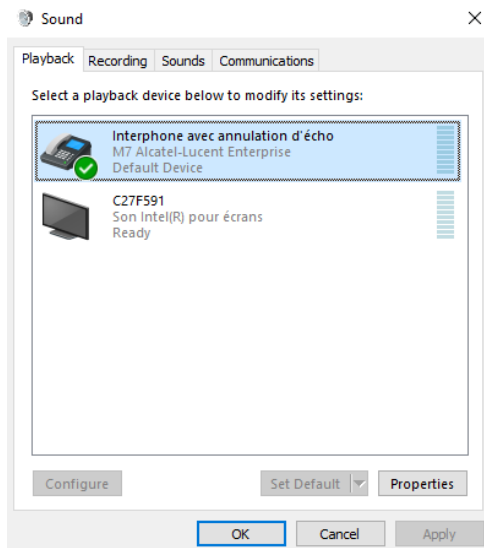 Sound
Playback Recording Sounds Communications
Select a playback device below to modify its settings:
Interphone avec annulation d'écho
M7 Alcatel-Lucent Enterprise
Default Device
C27F591
Son Intel(R) pour écrans
Ready
Configure Set Default Properties
OK Cancel Apply